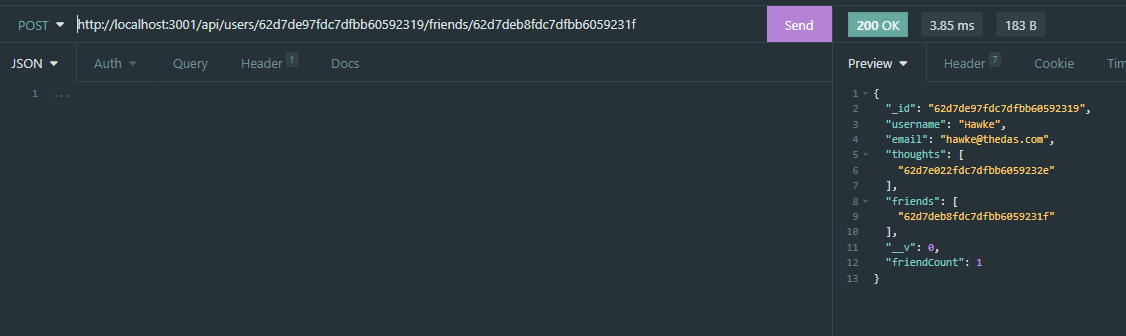 POST http://localhost:3001/api/users/62d7de97fdc7dfbb60592319/friends/62d7deb8fdc7dfbb6059231f Send 200 OK 3.85 ms 183 B
JSON Auth Query Header 1 Docs Preview Header 7 Cookie Tim
1 ...
1 {
2 "_id": "62d7de97fdc7dfbb60592319",
3 "username": "Hawke",
4 "email": "hawke@thedas.com",
5 "thoughts": [
6 "62d7e022fdc7dfbb6059232e"
7 ],
8 "friends": [
9 "62d7deb8fdc7dfbb6059231f"
10 ],
11 "__v": 0,
12 "friendCount": 1
13 }